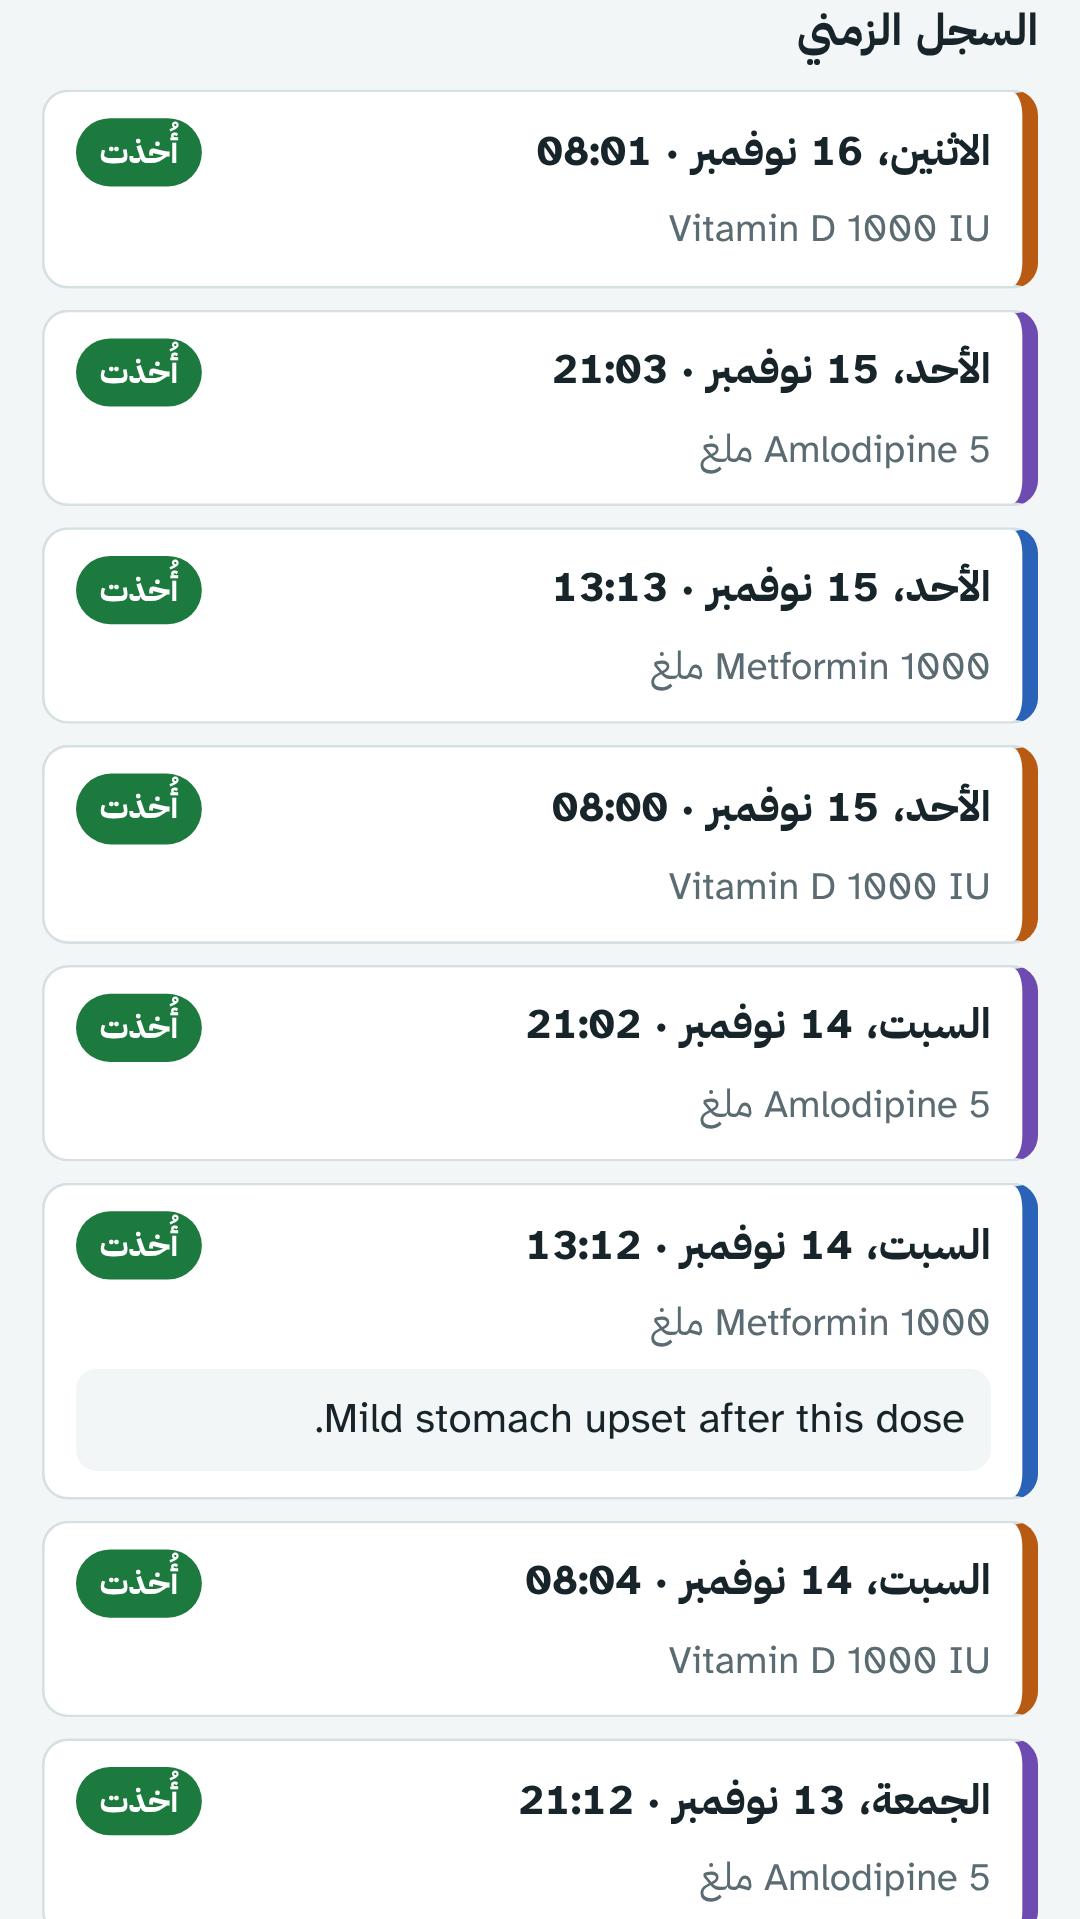 السجل الزمني
الاثنين، 16 نوفمبر · 08:01
أُخذت
Vitamin D 1000 IU
الأحد، 15 نوفمبر · 21:03
أُخذت
Amlodipine 5 ملغ
الأحد، 15 نوفمبر · 13:13
أُخذت
Metformin 1000 ملغ
الأحد، 15 نوفمبر · 08:00
أُخذت
Vitamin D 1000 IU
السبت، 14 نوفمبر · 21:02
أُخذت
Amlodipine 5 ملغ
السبت، 14 نوفمبر · 13:12
أُخذت
Metformin 1000 ملغ
Mild stomach upset after this dose.
السبت، 14 نوفمبر · 08:04
أُخذت
Vitamin D 1000 IU
الجمعة، 13 نوفمبر · 21:12
أُخذت
Amlodipine 5 ملغ